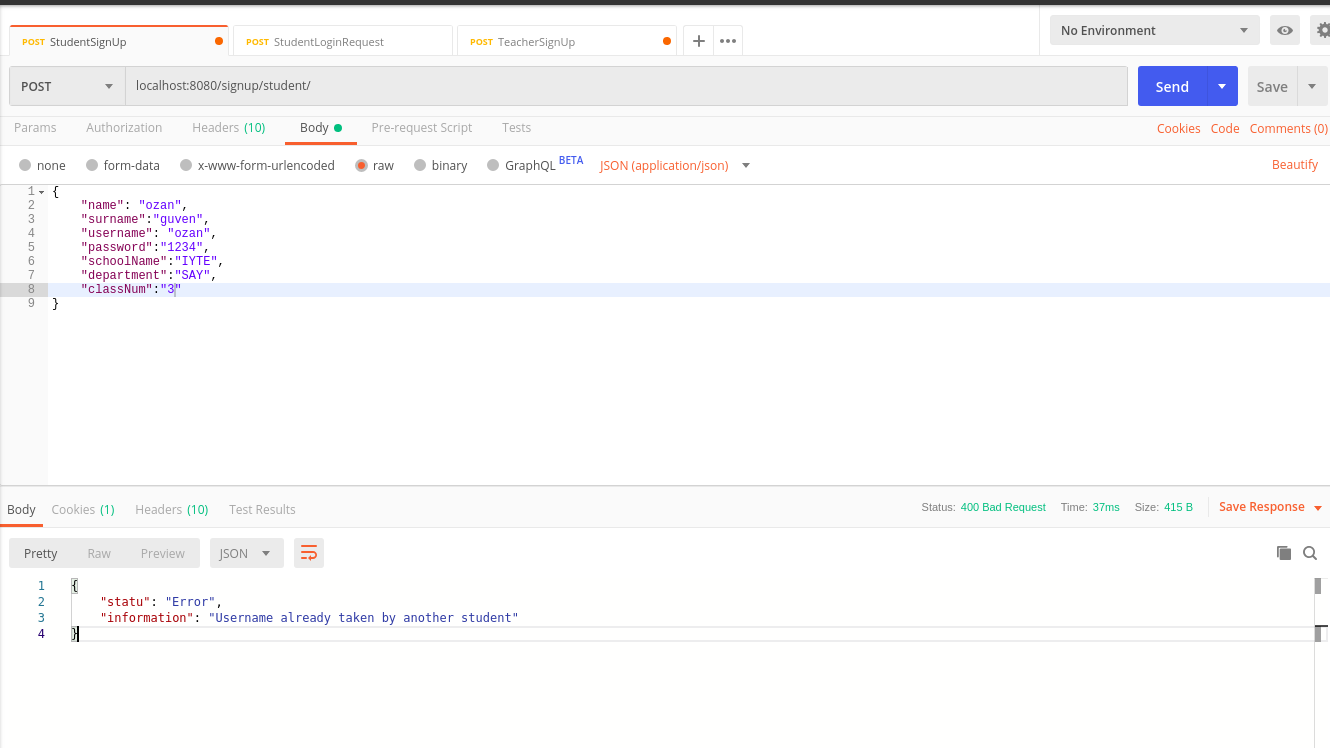 POST StudentSignUp POST StudentLoginRequest POST TeacherSignUp No Environment
POST localhost:8080/signup/student/ Send Save
Params Authorization Headers (10) Body Pre-request Script Tests Cookies Code Comments (0)
none form-data x-www-form-urlencoded raw binary GraphQL BETA JSON (application/json) Beautify
1 {
2 "name": "ozan",
3 "surname":"guven",
4 "username": "ozan",
5 "password":"1234",
6 "schoolName":"IYTE",
7 "department":"SAY",
8 "classNum":"3"
9 }
Body Cookies (1) Headers (10) Test Results Status: 400 Bad Request Time: 37ms Size: 415 B Save Response
Pretty Raw Preview JSON
1 {
2 "statu": "Error",
3 "information": "Username already taken by another student"
4 }